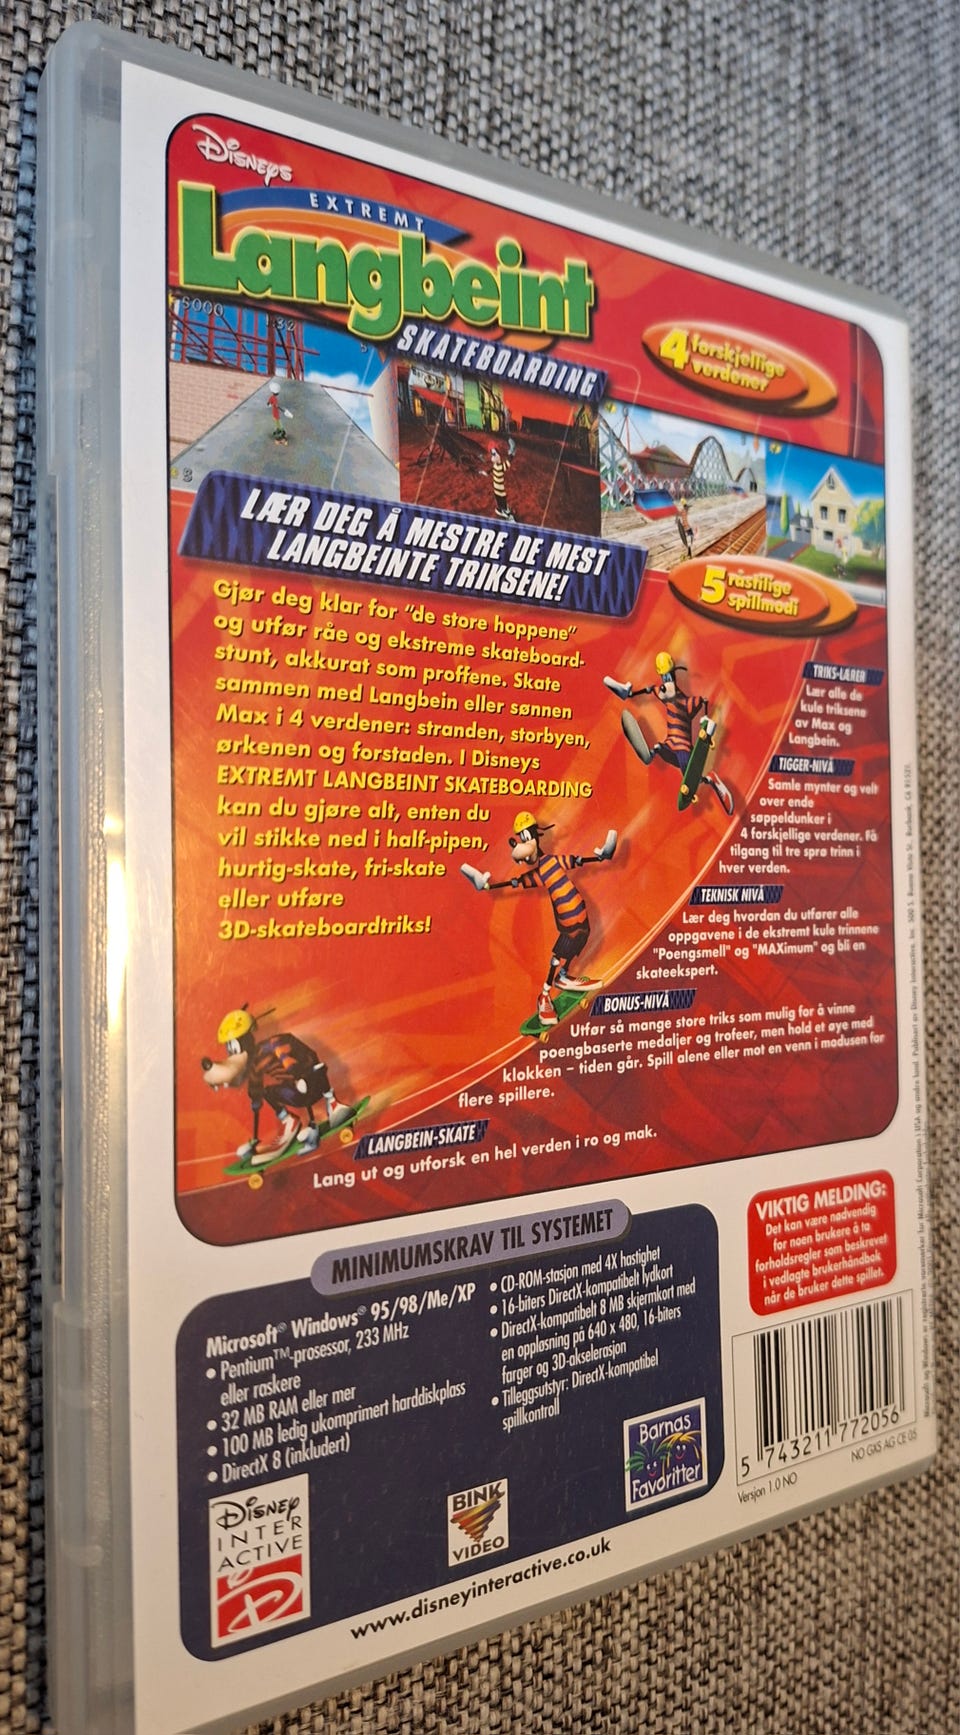 Disneys
EXTREMT
Langbeint
SKATEBOARDING
4 forskjellige
verdener
5000 1:32
LÆR DEG Å MESTRE DE MEST
LANGBEINTE TRIKSENE!
5 råstilige
spillmodi
Gjør deg klar for "de store hoppene"
og utfør råe og ekstreme skateboard-
stunt, akkurat som proffene. Skate
sammen med Langbein eller sønnen
Max i 4 verdener: stranden, storbyen,
ørkenen og forstaden. I Disneys
EXTREMT LANGBEINT SKATEBOARDING
kan du gjøre alt, enten du
vil stikke ned i half-pipen,
hurtig-skate, fri-skate
eller utføre
3D-skateboardtriks!
TRIKS-LÆRER
Lær alle de
kule triksene
av Max og
Langbein.
TIGGER-NIVÅ
Samle mynter og velt
over ende
søppeldunker i
4 forskjellige verdener. Få
tilgang til tre sprø trinn i
hver verden.
TEKNISK NIVÅ
Lær deg hvordan du utfører alle
oppgavene i de ekstremt kule trinnene
"Poengsmell" og "MAXimum" og bli en
skateekspert.
BONUS-NIVÅ
Utfør så mange store triks som mulig for å vinne
poengbaserte medaljer og trofeer, men hold et øye med
klokken – tiden går. Spill alene eller mot en venn i modusen for
flere spillere.
LANGBEIN-SKATE
Lang ut og utforsk en hel verden i ro og mak.
MINIMUMSKRAV TIL SYSTEMET
Microsoft® Windows® 95/98/Me/XP
• Pentium™-prosessor, 233 MHz
eller raskere
• 32 MB RAM eller mer
• 100 MB ledig ukomprimert harddiskplass
• DirectX 8 (inkludert)
• CD-ROM-stasjon med 4X hastighet
• 16-biters DirectX-kompatibelt lydkort
• DirectX-kompatibelt 8 MB skjermkort med
en oppløsning på 640 x 480, 16-biters
farger og 3D-akselerasjon
• Tilleggsutstyr: DirectX-kompatibel
spillkontroll
VIKTIG MELDING:
Det kan være nødvendig
for noen brukere å ta
forholdsregler som beskrevet
i vedlagte brukerhåndbok
når de bruker dette spillet.
5 743211 772056
Versjon 1.0 NO
NO GXS AG CE 05
Disney
INTER
ACTIVE
BINK
VIDEO
Barnas
Favoritter
www.disneyinteractive.co.uk